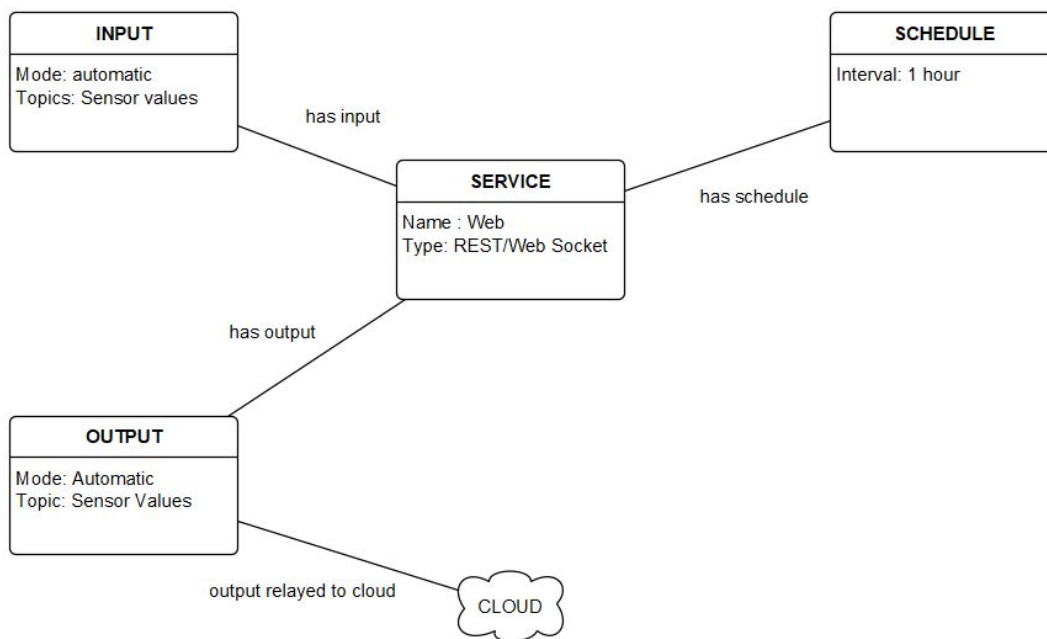 INPUT
Mode: automatic
Topics: Sensor values
SCHEDULE
Interval: 1 hour
has input
SERVICE
Name : Web
Type: REST/Web Socket
has schedule
has output
OUTPUT
Mode: Automatic
Topic: Sensor Values
output relayed to cloud
CLOUD